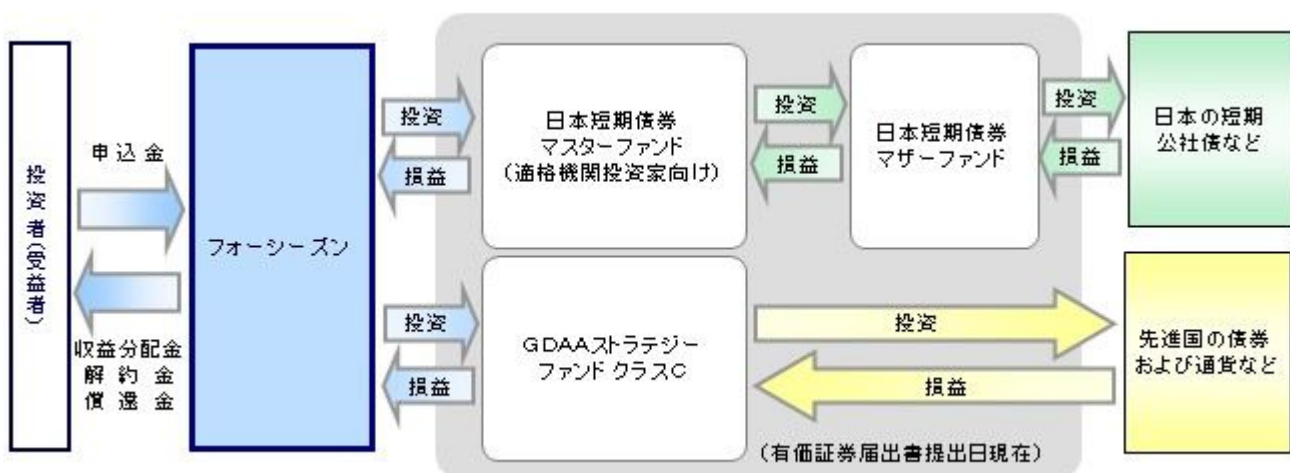 投資者(受益者)
申込金
収益分配金
解約金
償還金
フォーシーズン
投資
損益
投資
損益
日本短期債券
マスターファンド
(適格機関投資家向け)
GDAAストラテジー
ファンド クラスC
投資
損益
日本短期債券
マザーファンド
投資
損益
投資
損益
(有価証券届出書提出日現在)
日本の短期
公社債など
先進国の債券
および通貨など